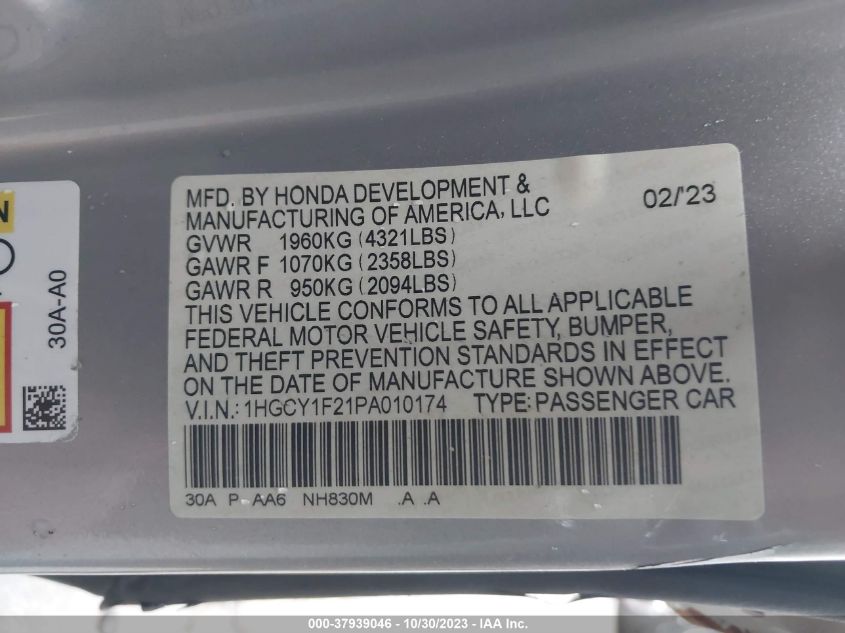 MFD. BY HONDA DEVELOPMENT &
MANUFACTURING OF AMERICA, LLC
02/'23
GVWR 1960KG (4321LBS)
GAWR F 1070KG (2358LBS)
GAWR R 950KG (2094LBS)
THIS VEHICLE CONFORMS TO ALL APPLICABLE
FEDERAL MOTOR VEHICLE SAFETY, BUMPER,
AND THEFT PREVENTION STANDARDS IN EFFECT
ON THE DATE OF MANUFACTURE SHOWN ABOVE.
V.I.N.: 1HGCY1F21PA010174 TYPE: PASSENGER CAR
30A P- AA6 NH830M .A .A
N
30A-A0
000-37939046 - 10/30/2023 - IAA Inc.